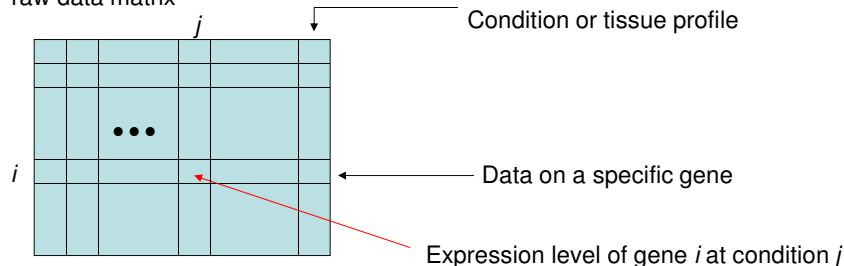 raw data matrix
j
Condition or tissue profile
i
Data on a specific gene
Expression level of gene i at condition j